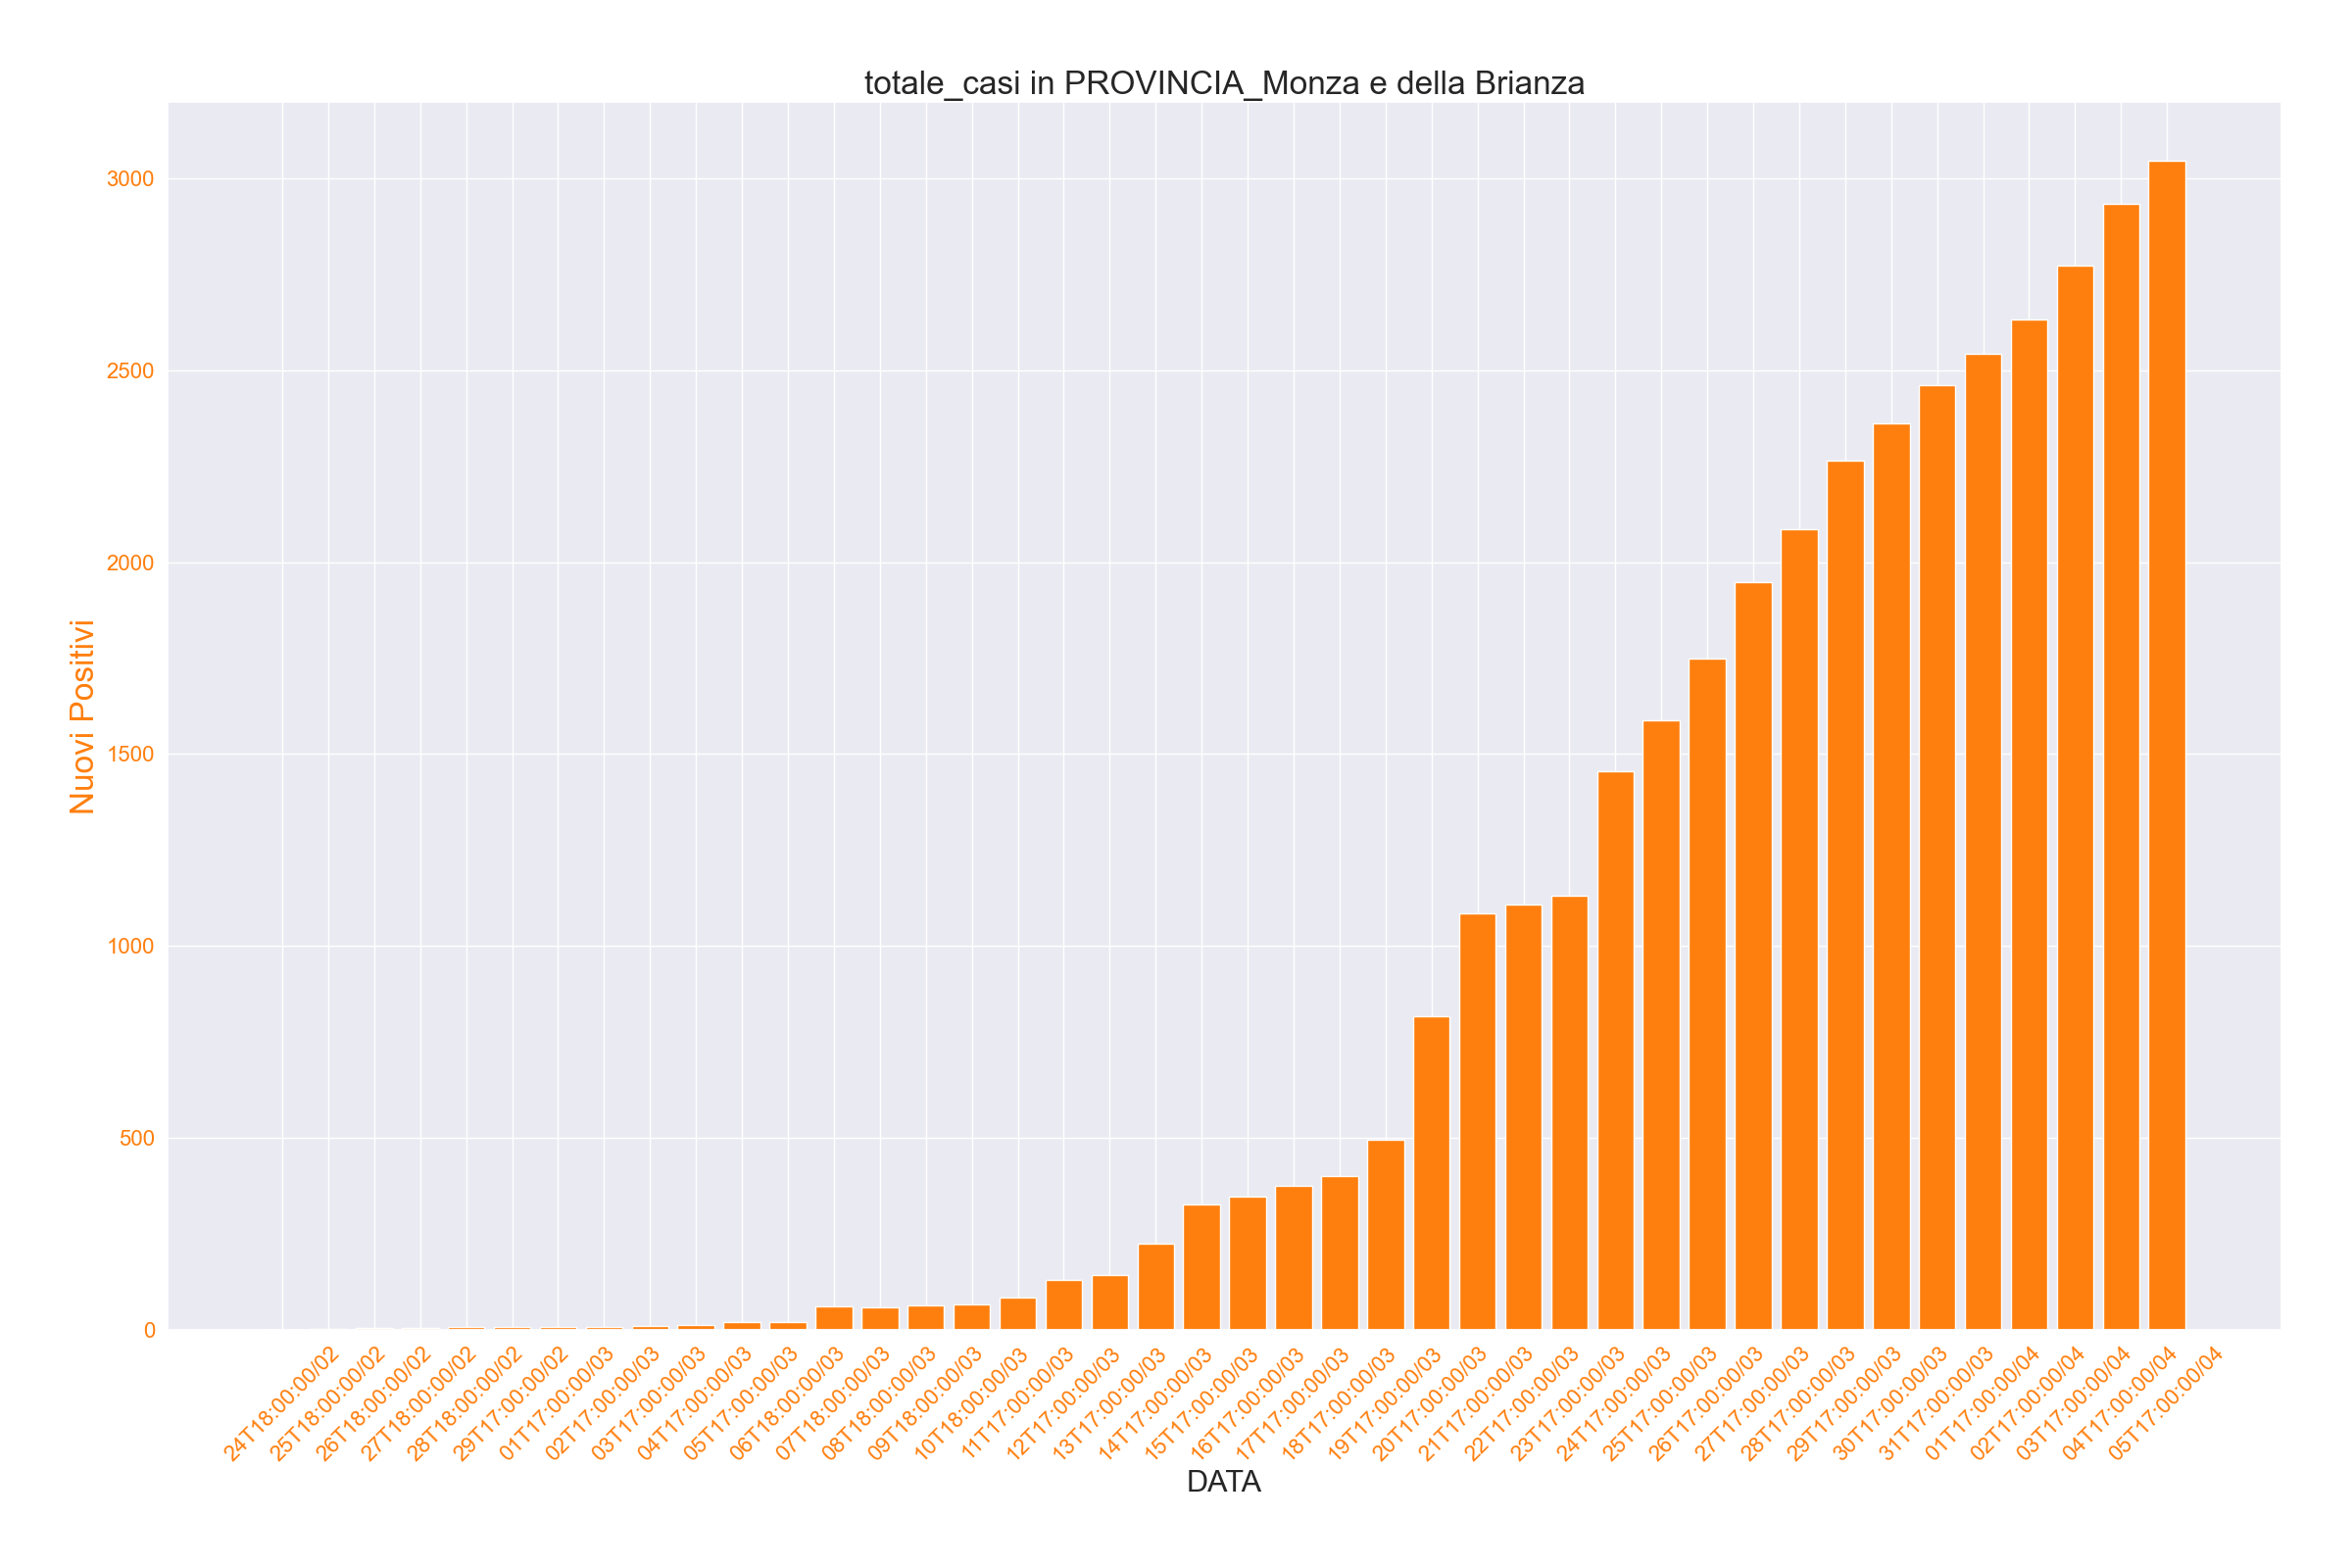 totale_casi in PROVINCIA_Monza e della Brianza
3000
2500
2000
1500
1000
500
0
Nuovi Positivi
24T18:00:00/02
25T18:00:00/02
26T18:00:00/02
27T18:00:00/02
28T18:00:00/02
29T17:00:00/02
01T17:00:00/03
02T17:00:00/03
03T17:00:00/03
04T17:00:00/03
05T17:00:00/03
06T18:00:00/03
07T18:00:00/03
08T18:00:00/03
09T18:00:00/03
10T18:00:00/03
11T17:00:00/03
12T17:00:00/03
13T17:00:00/03
14T17:00:00/03
15T17:00:00/03
16T17:00:00/03
17T17:00:00/03
18T17:00:00/03
19T17:00:00/03
20T17:00:00/03
21T17:00:00/03
22T17:00:00/03
23T17:00:00/03
24T17:00:00/03
25T17:00:00/03
26T17:00:00/03
27T17:00:00/03
28T17:00:00/03
29T17:00:00/03
30T17:00:00/03
31T17:00:00/03
01T17:00:00/04
02T17:00:00/04
03T17:00:00/04
04T17:00:00/04
05T17:00:00/04
DATA